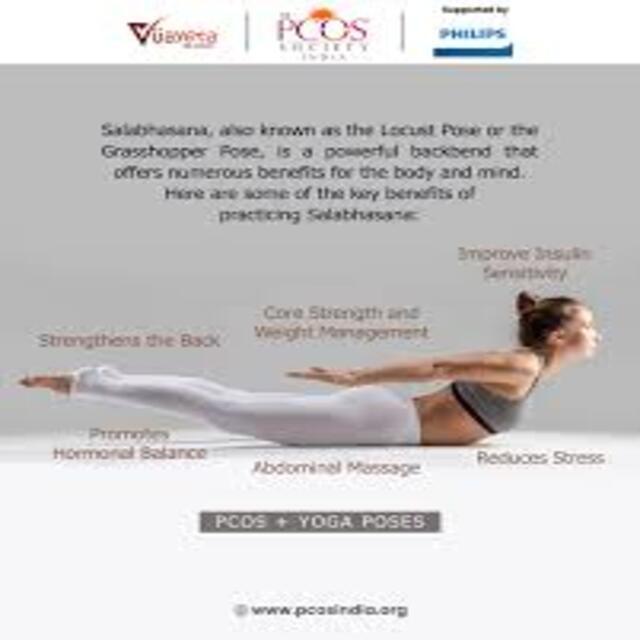 Supported by
THE
PCOS
SOCIETY
INDIA
PHILIPS
Salabhasana, also known as the Locust Pose or the
Grasshopper Pose, is a powerful backbend that
offers numerous benefits for the body and mind.
Here are some of the key benefits of
practicing Salabhasana:
Improve Insulin
Sensitivity
Core Strength and
Weight Management
Strengthens the Back
Promotes
Hormonal Balance
Abdominal Massage
Reduces Stress
PCOS + YOGA POSES
www.pcosindia.org